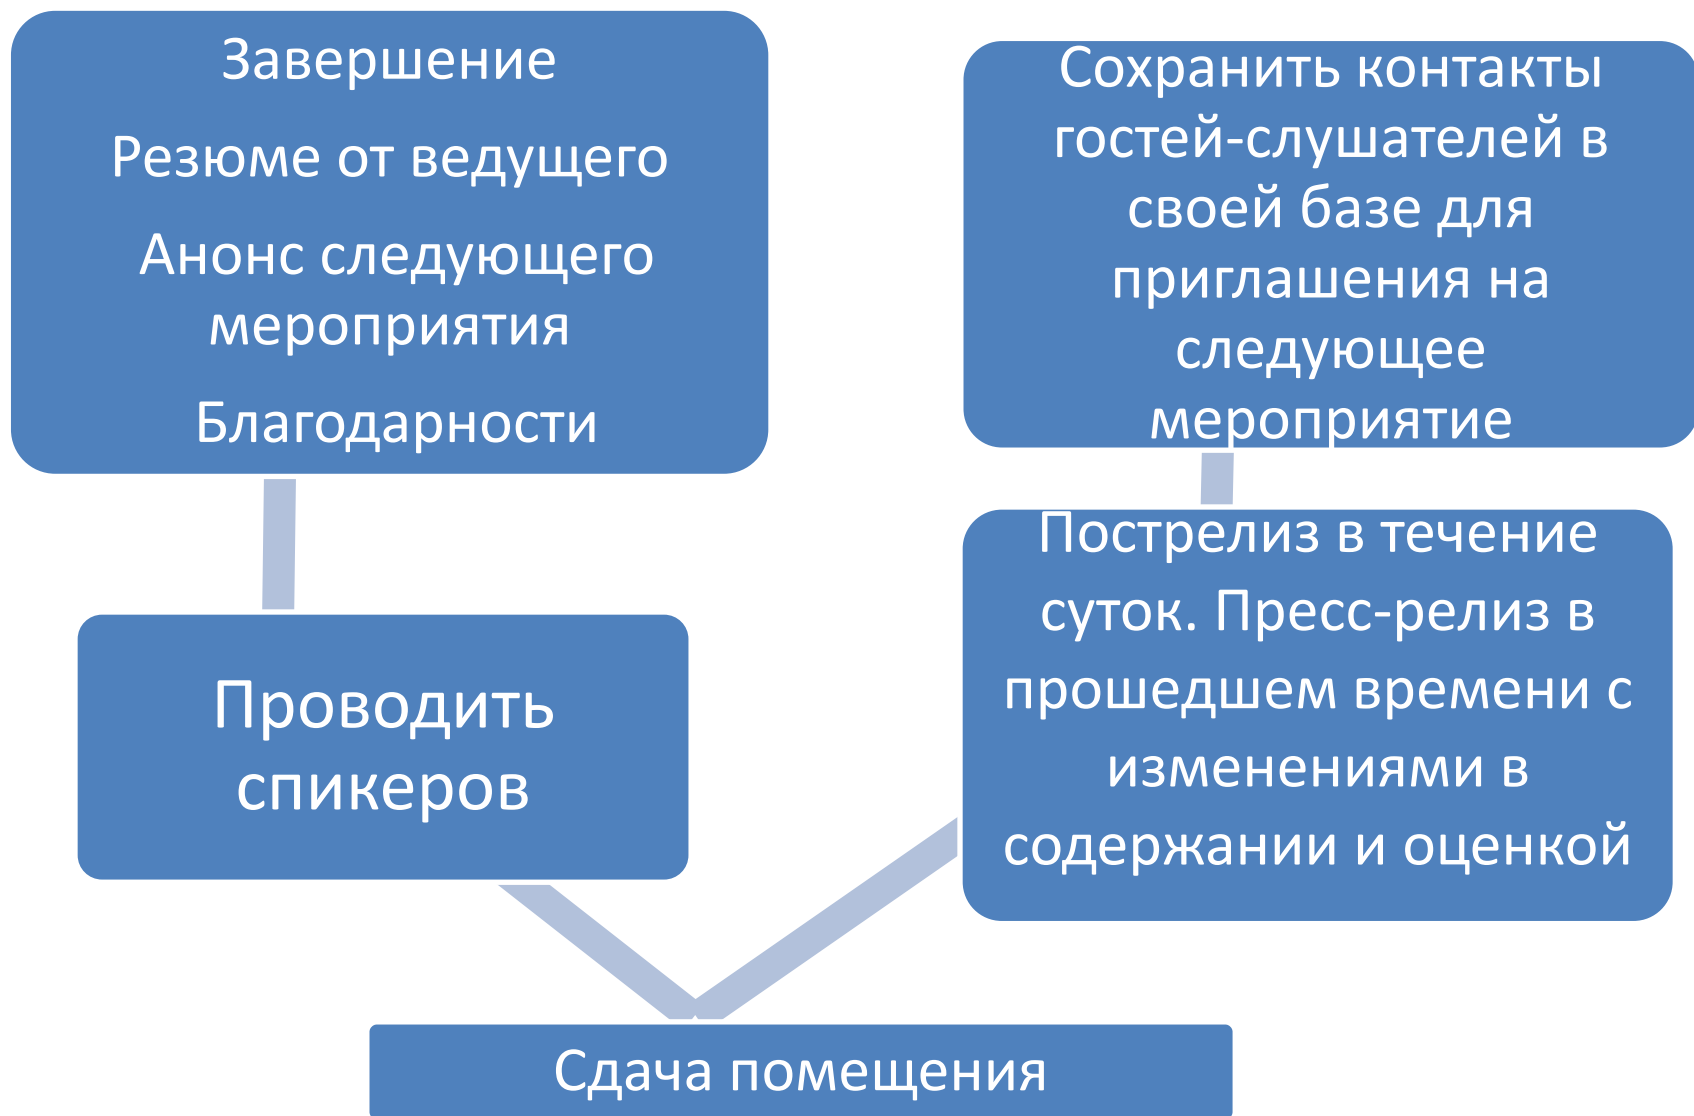 Завершение
Резюме от ведущего
Анонс следующего
мероприятия
Благодарности
Проводить
спикеров
Сдача помещения
Пострелиз в течение
суток. Пресс-релиз в
прошедшем времени с
изменениями в
содержании и оценкой
Сохранить контакты
гостей-слушателей в
своей базе для
приглашения на
следующее
мероприятие